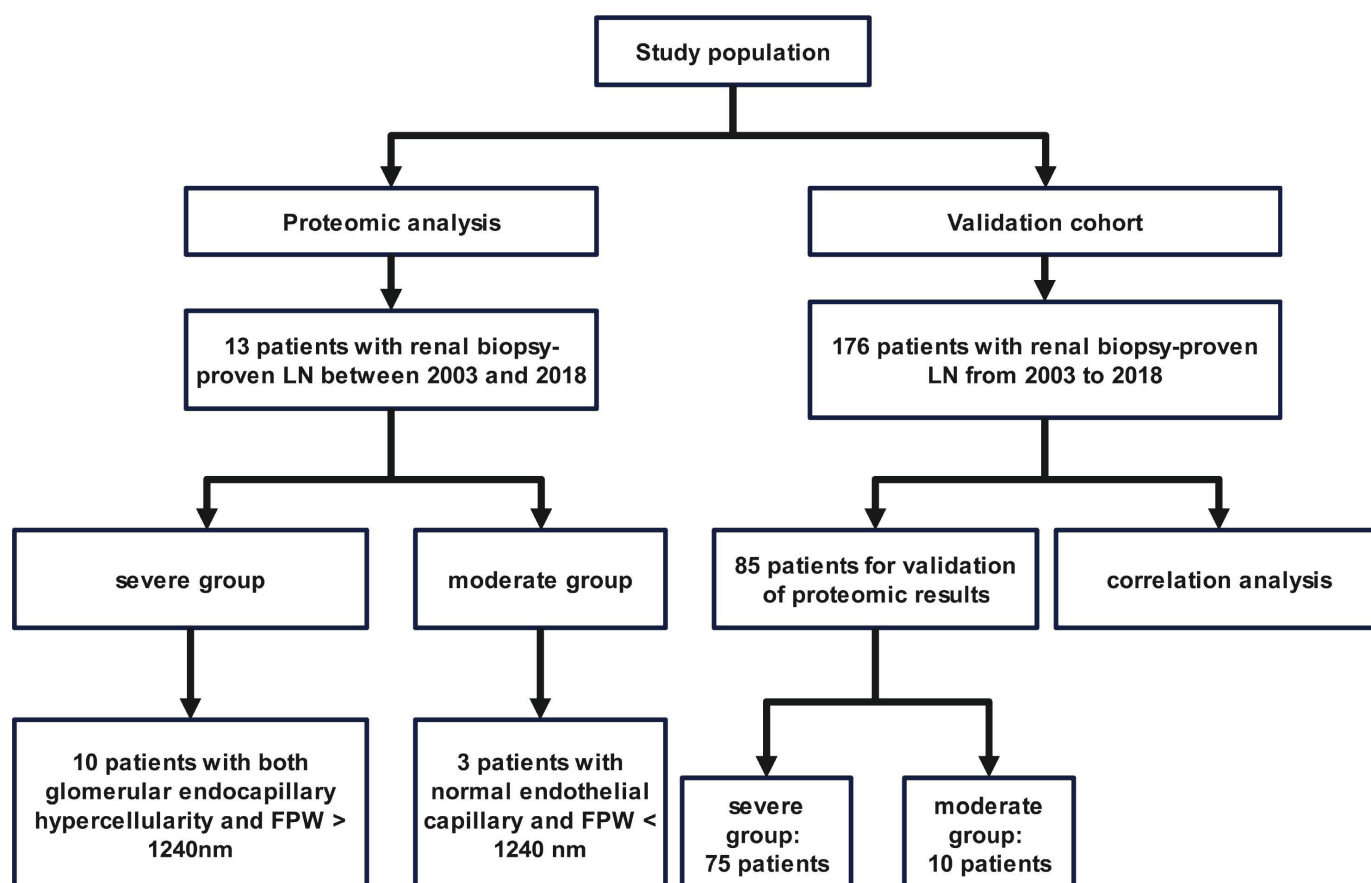 Study population
Proteomic analysis
Validation cohort
13 patients with renal biopsy-
proven LN between 2003 and 2018
176 patients with renal biopsy-proven
LN from 2003 to 2018
severe group
moderate group
85 patients for validation
of proteomic results
correlation analysis
10 patients with both
glomerular endocapillary
hypercellularity and FPW >
1240nm
3 patients with
normal endothelial
capillary and FPW <
1240 nm
severe
group:
75 patients
moderate
group:
10 patients